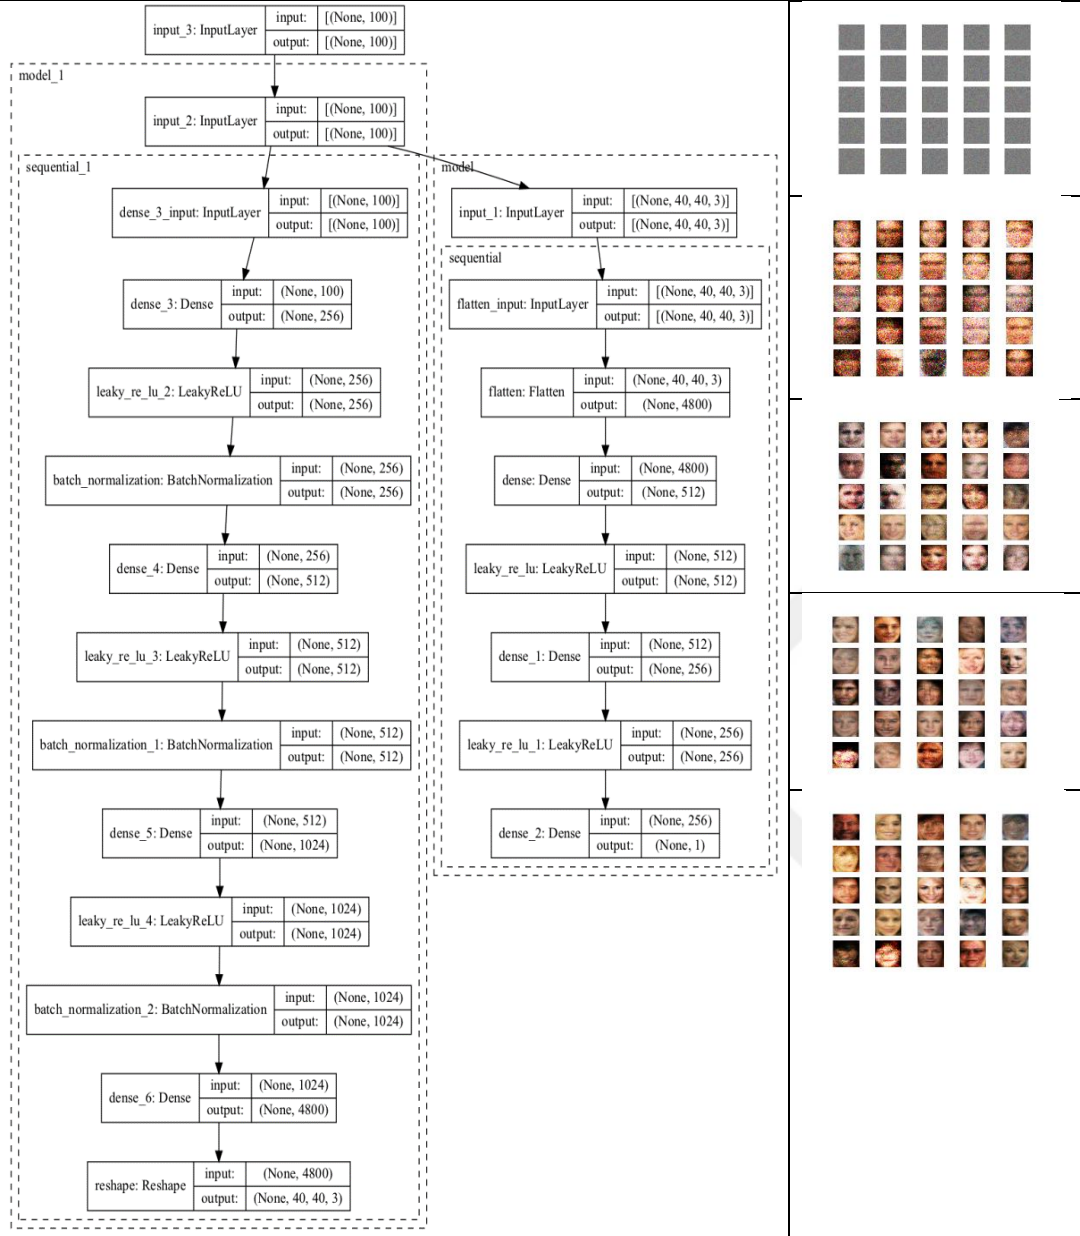 input_3: InputLayer
input: [(None, 100)]
output: [(None, 100)]
model_1
input_2: InputLayer
input: [(None, 100)]
output: [(None, 100)]
sequential_1
dense_3_input: InputLayer
input: [(None, 100)]
output: [(None, 100)]
dense_3: Dense
input: (None, 100)
output: (None, 256)
leaky_re_lu_2: LeakyReLU
input: (None, 256)
output: (None, 256)
batch_normalization: BatchNormalization
input: (None, 256)
output: (None, 256)
dense_4: Dense
input: (None, 256)
output: (None, 512)
leaky_re_lu_3: LeakyReLU
input: (None, 512)
output: (None, 512)
batch_normalization_1: BatchNormalization
input: (None, 512)
output: (None, 512)
dense_5: Dense
input: (None, 512)
output: (None, 1024)
leaky_re_lu_4: LeakyReLU
input: (None, 1024)
output: (None, 1024)
batch_normalization_2: BatchNormalization
input: (None, 1024)
output: (None, 1024)
dense_6: Dense
input: (None, 1024)
output: (None, 4800)
reshape: Reshape
input: (None, 4800)
output: (None, 40, 40, 3)
model
input_1: InputLayer
input: [(None, 40, 40, 3)]
output: [(None, 40, 40, 3)]
sequential
flatten_input: InputLayer
input: [(None, 40, 40, 3)]
output: [(None, 40, 40, 3)]
flatten: Flatten
input: (None, 40, 40, 3)
output: (None, 4800)
dense: Dense
input: (None, 4800)
output: (None, 512)
leaky_re_lu: LeakyReLU
input: (None, 512)
output: (None, 512)
dense_1: Dense
input: (None, 512)
output: (None, 256)
leaky_re_lu_1: LeakyReLU
input: (None, 256)
output: (None, 256)
dense_2: Dense
input: (None, 256)
output: (None, 1)